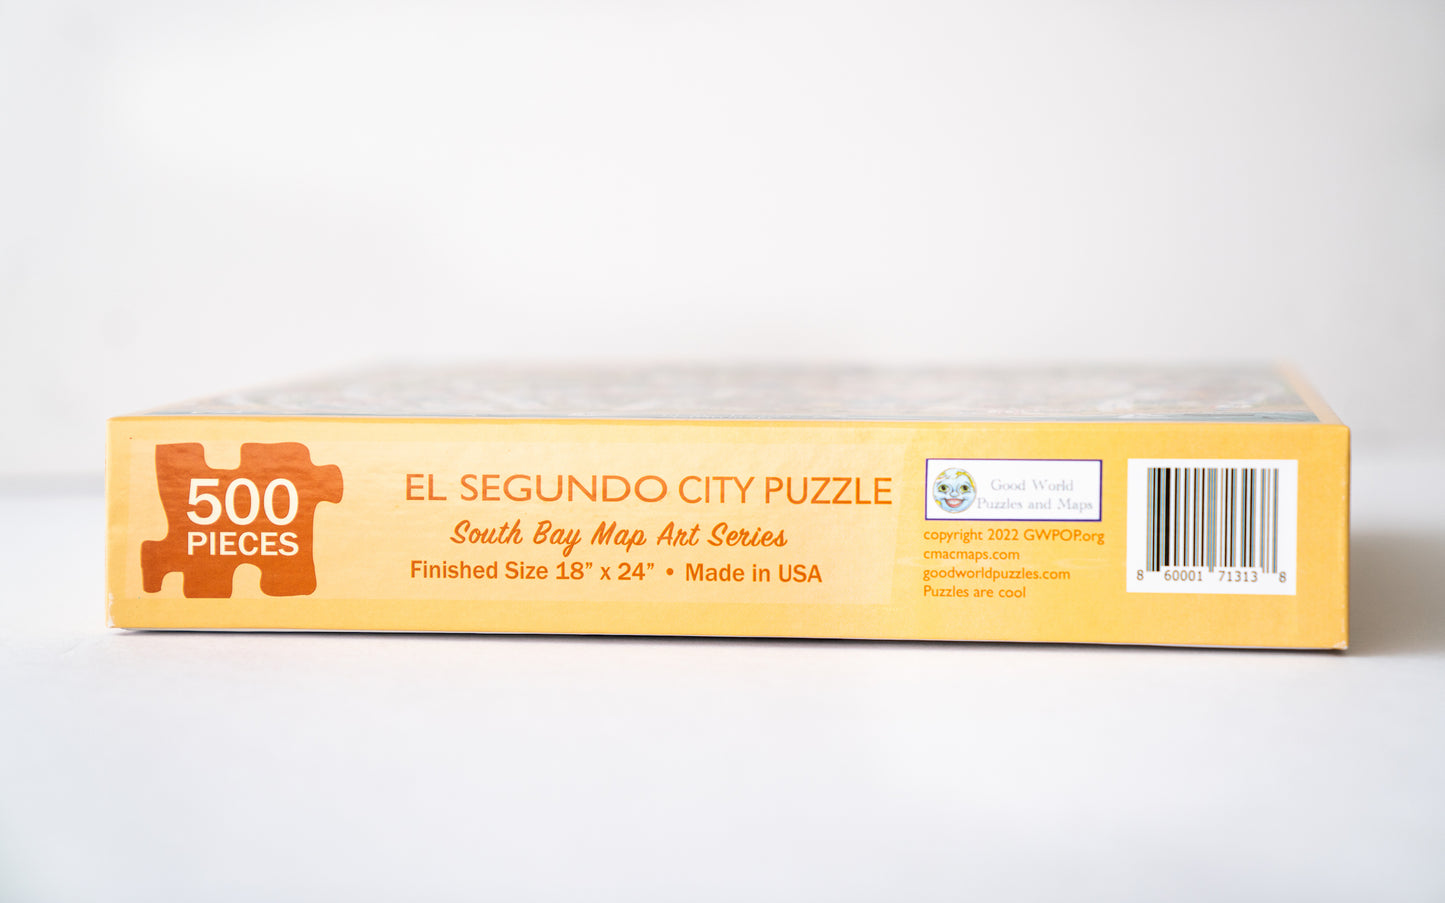 500
PIECES
EL SEGUNDO CITY PUZZLE
South Bay Map Art Series
Finished Size 18” x 24” • Made in USA
Good World
Puzzles and Maps
copyright 2022 GWPOP.org
cmacmaps.com
goodworldpuzzles.com
Puzzles are cool
8 60001 71313 8